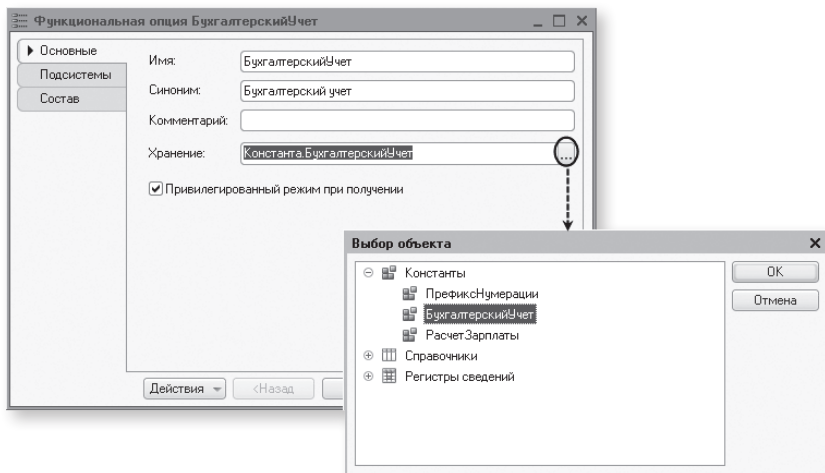 Функциональная опция БухгалтерскийУчет
Основные
Подсистемы
Состав
Имя: БухгалтерскийУчет
Синоним: Бухгалтерский учет
Комментарий:
Хранение: Константа.БухгалтерскийУчет ...
Привилегированный режим при получении
Действия <Назад
Выбор объекта
Константы
ПрефиксНумерации
БухгалтерскийУчет
РасчетЗарплаты
Справочники
Регистры сведений
OK
Отмена